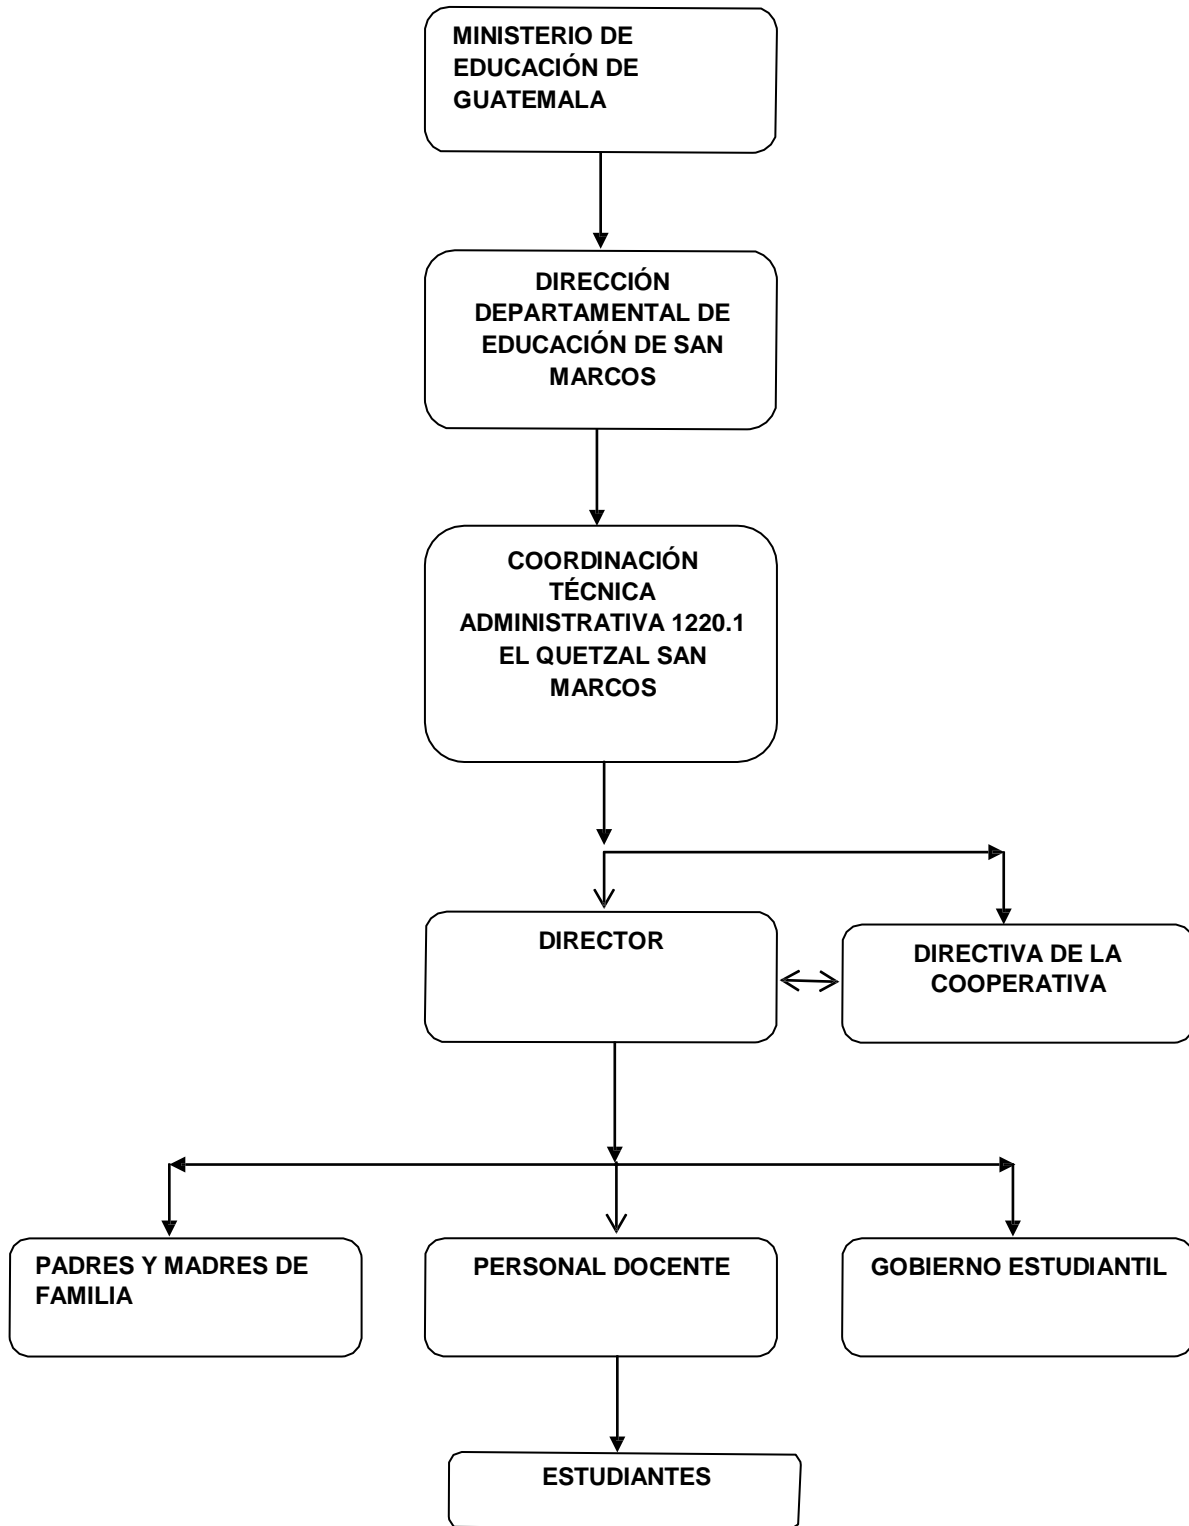 MINISTERIO DE
EDUCACIÓN DE
GUATEMALA
DIRECCIÓN
DEPARTAMENTAL DE
EDUCACIÓN DE SAN
MARCOS
COORDINACIÓN
TÉCNICA
ADMINISTRATIVA 1220.1
EL QUETZAL SAN
MARCOS
DIRECTOR
DIRECTIVA DE LA
COOPERATIVA
PADRES Y MADRES DE
FAMILIA
PERSONAL DOCENTE
GOBIERNO ESTUDIANTIL
ESTUDIANTES